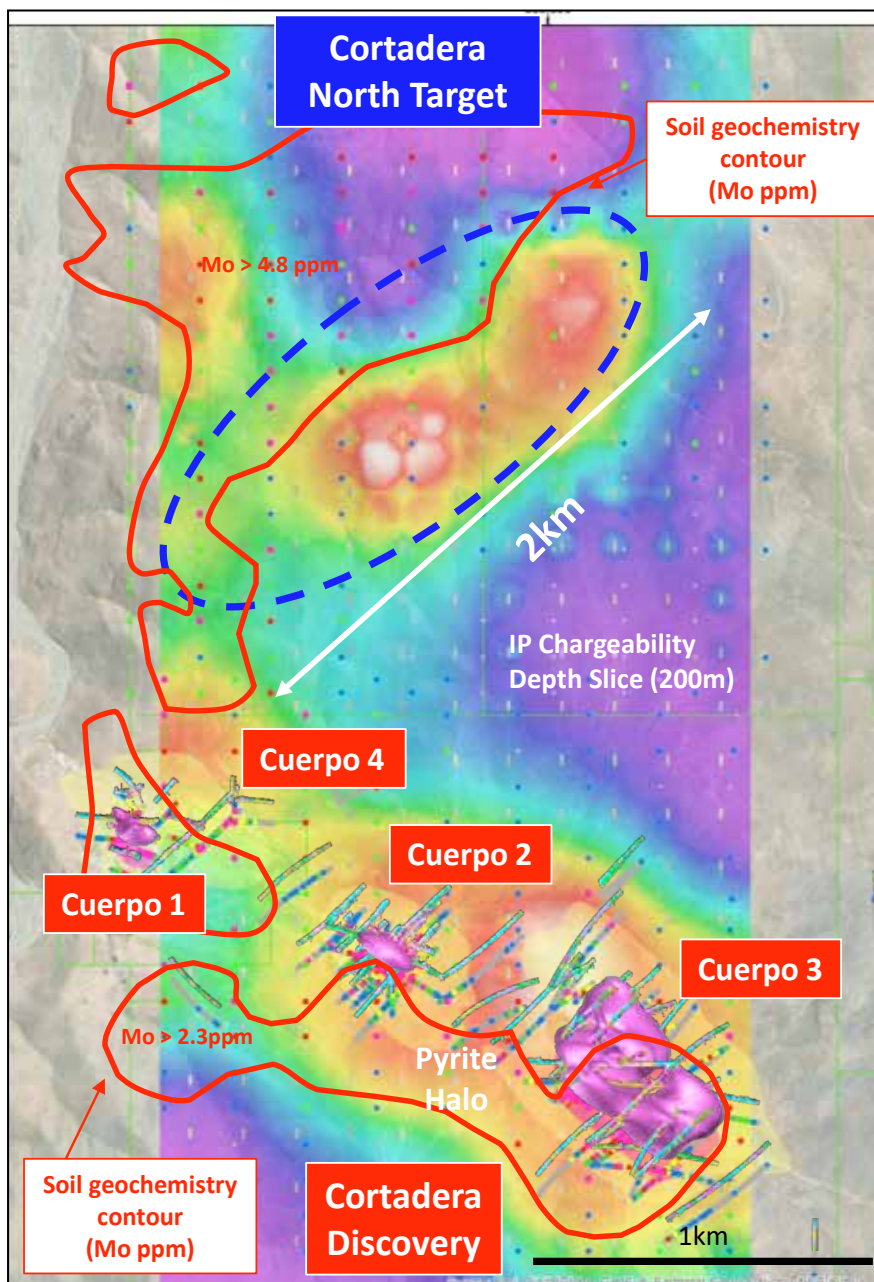 Cortadera
North Target
Soil geochemistry
contour
(Mo ppm)
Mo > 4.8 ppm
2km
IP Chargeability
Depth Slice (200m)
Cuerpo 4
Cuerpo 2
Cuerpo 1
Cuerpo 3
Mo > 2.3ppm
Pyrite
Halo
Soil geochemistry
contour
(Mo ppm)
Cortadera
Discovery
1km